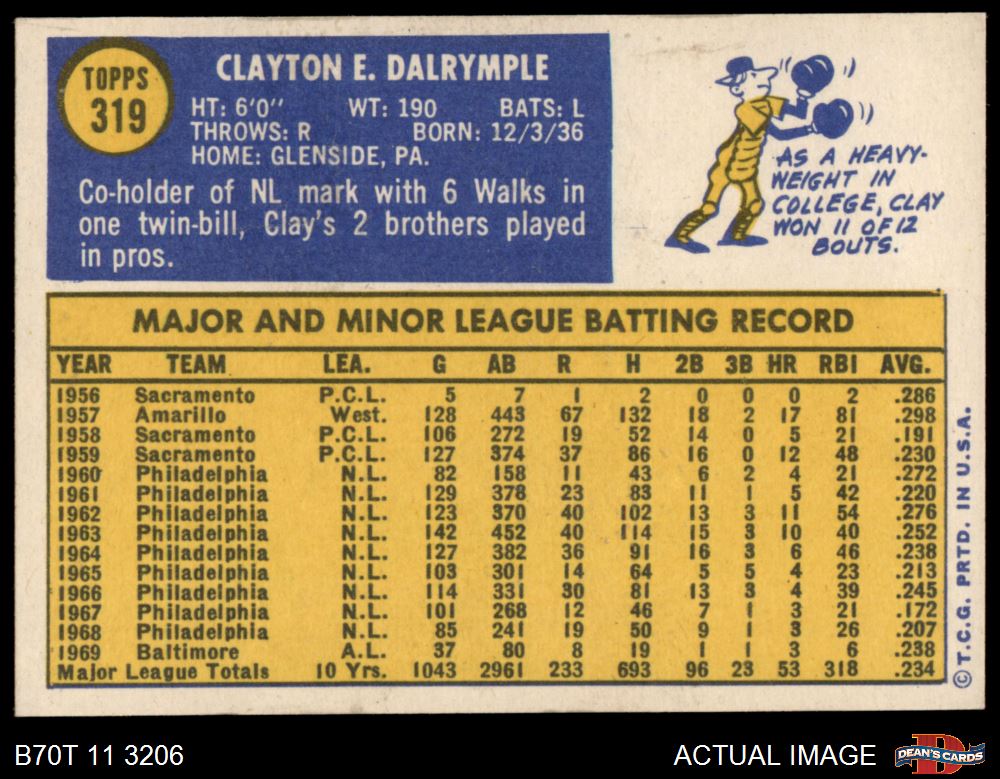 TOPPS
319
CLAYTON E. DALRYMPLE
HT: 6'0" WT: 190 BATS: L
THROWS: R BORN: 12/3/36
HOME: GLENSIDE, PA.
Co-holder of NL mark with 6 Walks in
one twin-bill, Clay's 2 brothers played
in pros.
AS A HEAVY-
WEIGHT IN
COLLEGE, CLAY
WON 11 OF 12
BOUTS.
MAJOR AND MINOR LEAGUE BATTING RECORD
YEAR TEAM LEA. G AB R H 2B 3B HR RBI AVG.
1956 Sacramento P.C.L. 5 7 1 2 0 0 0 2 .286
1957 Amarillo West. 128 443 67 132 18 2 17 81 .298
1958 Sacramento P.C.L. 106 272 19 52 14 0 5 21 .191
1959 Sacramento P.C.L. 127 374 37 86 16 0 12 48 .230
1960 Philadelphia N.L. 82 158 11 43 6 2 4 21 .272
1961 Philadelphia N.L. 129 378 23 83 11 1 5 42 .220
1962 Philadelphia N.L. 123 370 40 102 13 3 11 54 .276
1963 Philadelphia N.L. 142 452 40 114 15 3 10 40 .252
1964 Philadelphia N.L. 127 382 36 91 16 3 6 46 .238
1965 Philadelphia N.L. 103 301 14 64 5 5 4 23 .213
1966 Philadelphia N.L. 114 331 30 81 13 3 4 39 .245
1967 Philadelphia N.L. 101 268 12 46 7 1 3 21 .172
1968 Philadelphia N.L. 85 241 19 50 9 1 3 26 .207
1969 Baltimore A.L. 37 80 8 19 1 1 3 6 .238
Major League Totals 10 Yrs. 1043 2961 233 693 96 23 53 318 .234
© T.C.G. PRTD. IN U.S.A.
B70T 11 3206
ACTUAL IMAGE
DEAN'S CARDS